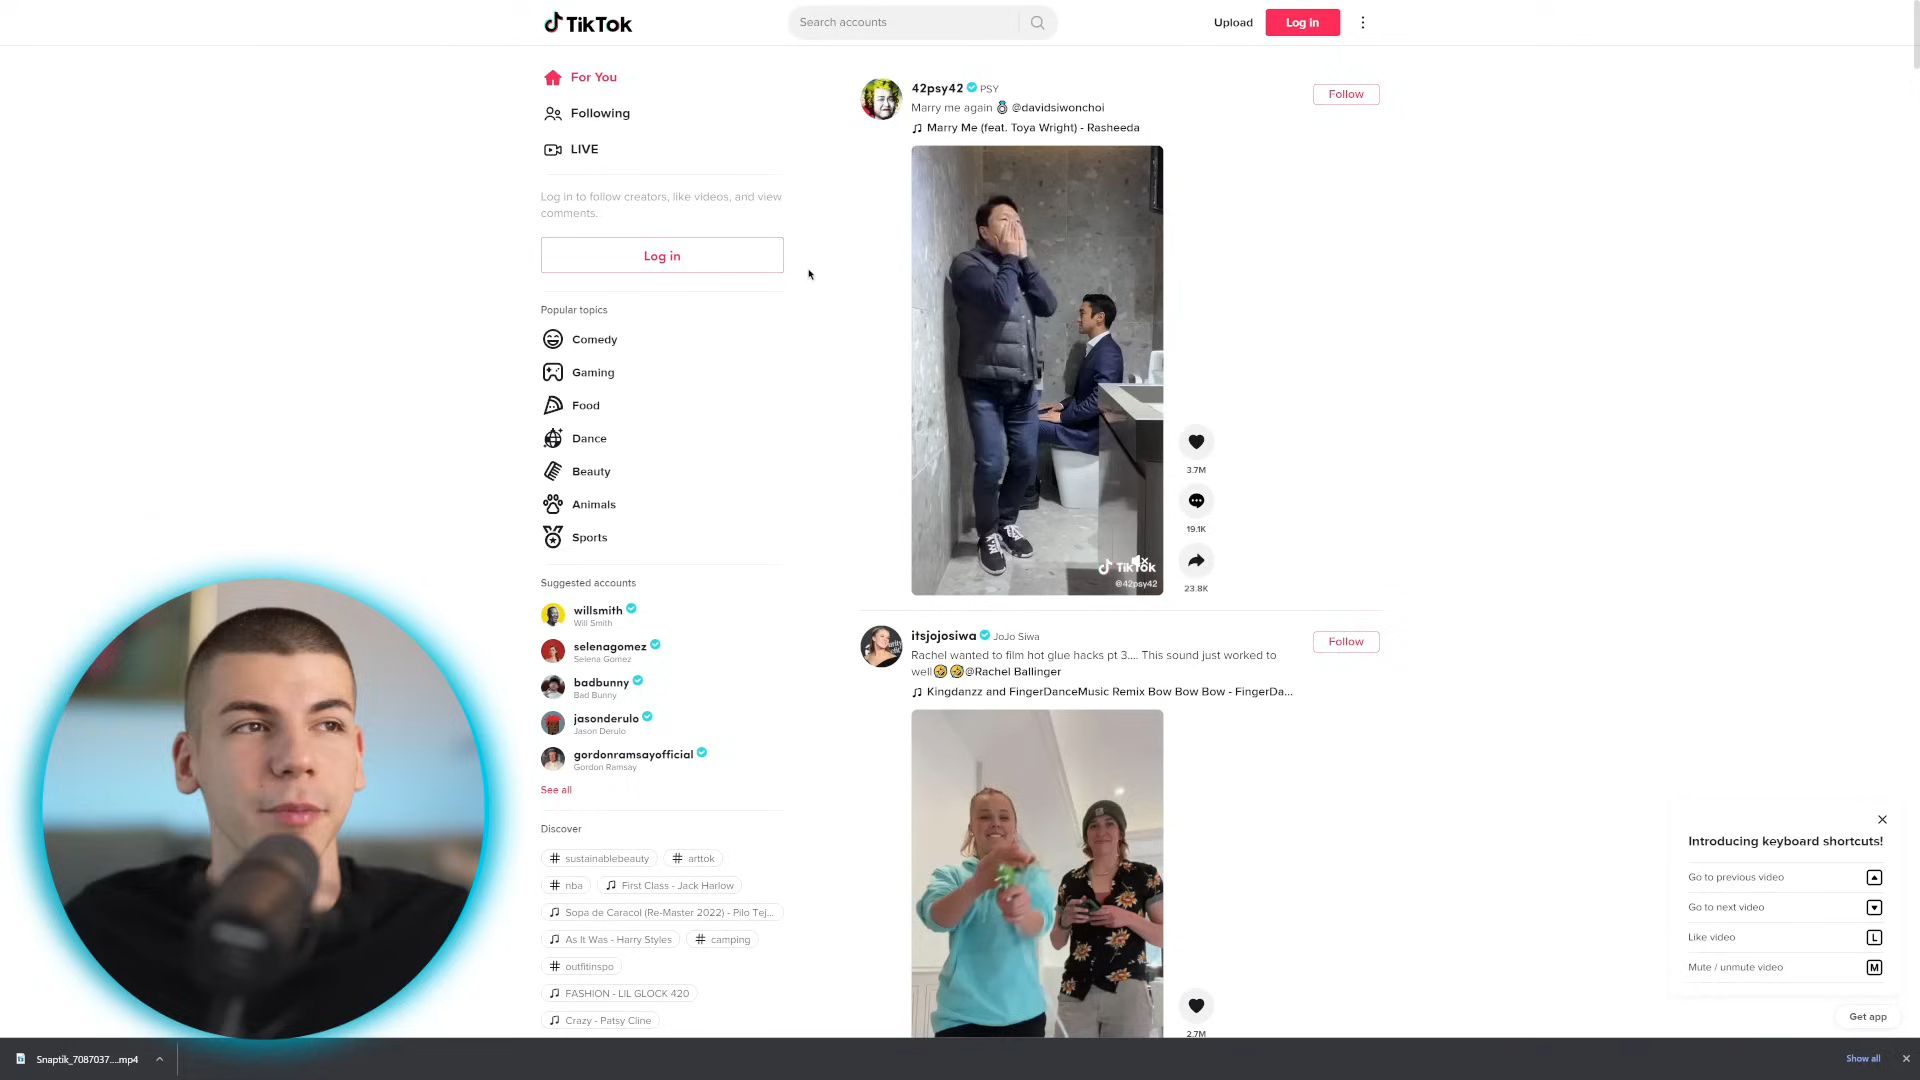 TikTok
Search accounts
Upload
Log in
For You
Following
LIVE
Log in to follow creators, like videos, and view
comments.
Log in
Popular topics
Comedy
Gaming
Food
Dance
Beauty
Animals
Sports
Suggested accounts
willsmith
Will Smith
selenagomez
Selena Gomez
badbunny
Bad Bunny
jasonderulo
Jason Derulo
gordonramsayofficial
Gordon Ramsay
See all
Discover
# sustainablebeauty
# arttok
# nba
First Class - Jack Harlow
Sopa de Caracol (Re-Master 2022) - Pilo Tej...
As It Was - Harry Styles
# camping
# outfitinspo
FASHION - LIL GLOCK 420
Crazy - Patsy Cline
42psy42 PSY
Marry me again 💍 @davidsiwonchoi
Marry Me (feat. Toya Wright) - Rasheeda
Follow
TikTok
@42psy42
3.7M
19.1K
23.8K
itsjojosiwa JoJo Siwa
Rachel wanted to film hot glue hacks pt 3.... This sound just worked to
well🤣🤣@Rachel Ballinger
Kingdanzz and FingerDanceMusic Remix Bow Bow Bow - FingerDa...
Follow
2.7M
Introducing keyboard shortcuts!
Go to previous video
Go to next video
Like video L
Mute / unmute video M
Get app
Snaptik_7087037....mp4
Show all